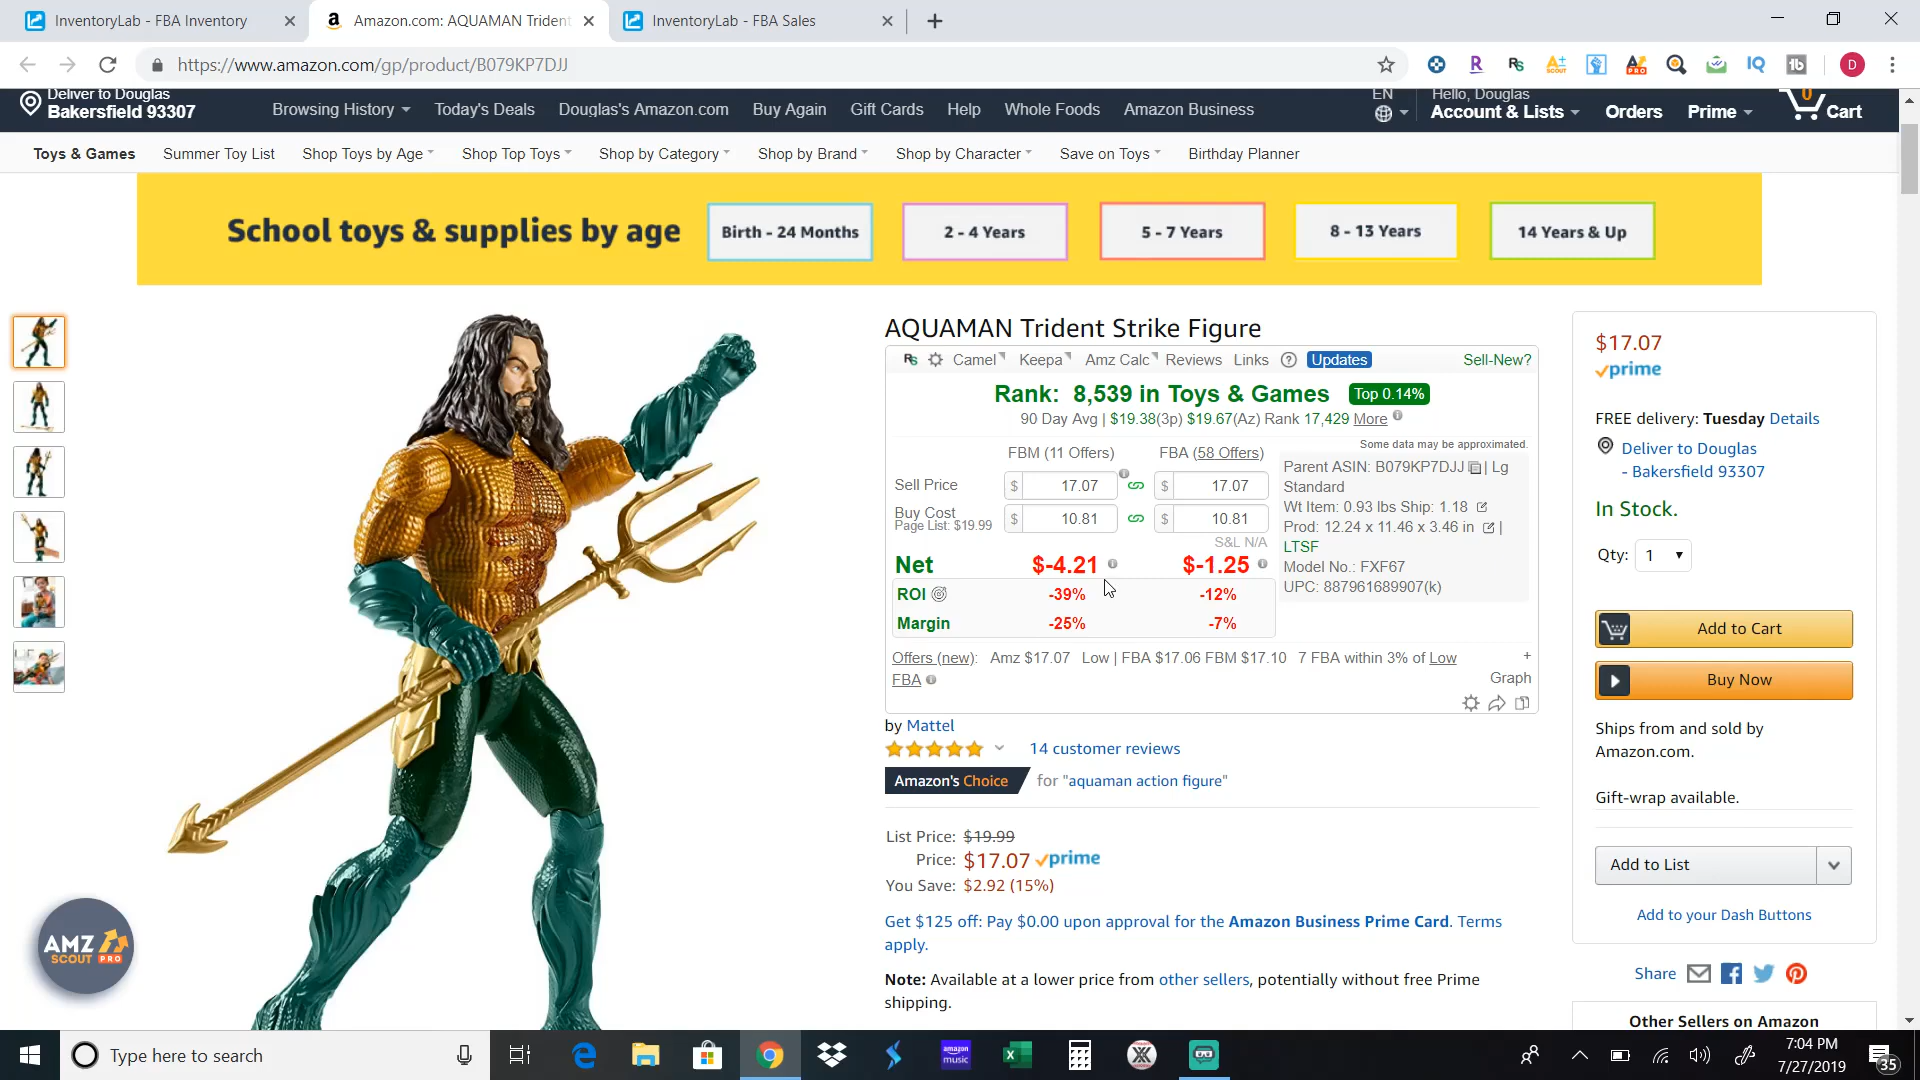 InventoryLab - FBA Inventory
Amazon.com: AQUAMAN Trident
InventoryLab - FBA Sales
https://www.amazon.com/gp/product/B079KP7DJJ
Deliver to Douglas
Bakersfield 93307
Browsing History
Today's Deals
Douglas's Amazon.com
Buy Again
Gift Cards
Help
Whole Foods
Amazon Business
EN
Hello, Douglas
Account & Lists
Orders
Prime
0
Cart
Toys & Games
Summer Toy List
Shop Toys by Age
Shop Top Toys
Shop by Category
Shop by Brand
Shop by Character
Save on Toys
Birthday Planner
School toys & supplies by age
Birth - 24 Months
2 - 4 Years
5 - 7 Years
8 - 13 Years
14 Years & Up
AQUAMAN Trident Strike Figure
RS Camel Keepa Amz Calc Reviews Links ? Updates Sell-New?
Rank: 8,539 in Toys & Games Top 0.14%
90 Day Avg | $19.38(3p) $19.67(Az) Rank 17,429 More
Some data may be approximated.
FBM (11 Offers) FBA (58 Offers)
Sell Price $ 17.07 $ 17.07
Buy Cost $ 10.81 $ 10.81
Page List: $19.99
S&L N/A
Net $-4.21 $-1.25
ROI -39% -12%
Margin -25% -7%
Parent ASIN: B079KP7DJJ | Lg
Standard
Wt Item: 0.93 lbs Ship: 1.18
Prod: 12.24 x 11.46 x 3.46 in |
LTSF
Model No.: FXF67
UPC: 887961689907(k)
Offers (new): Amz $17.07 Low | FBA $17.06 FBM $17.10 7 FBA within 3% of Low
FBA
+
Graph
by Mattel
14 customer reviews
Amazon's Choice for "aquaman action figure"
List Price: $19.99
Price: $17.07 prime
You Save: $2.92 (15%)
Get $125 off: Pay $0.00 upon approval for the Amazon Business Prime Card. Terms
apply.
Note: Available at a lower price from other sellers, potentially without free Prime
shipping.
$17.07
prime
FREE delivery: Tuesday Details
Deliver to Douglas
- Bakersfield 93307
In Stock.
Qty: 1
Add to Cart
Buy Now
Ships from and sold by
Amazon.com.
Gift-wrap available.
Add to List
Add to your Dash Buttons
Share
Other Sellers on Amazon
AMZ
SCOUT PRO
Type here to search
amazon
music
7:04 PM
7/27/2019
35